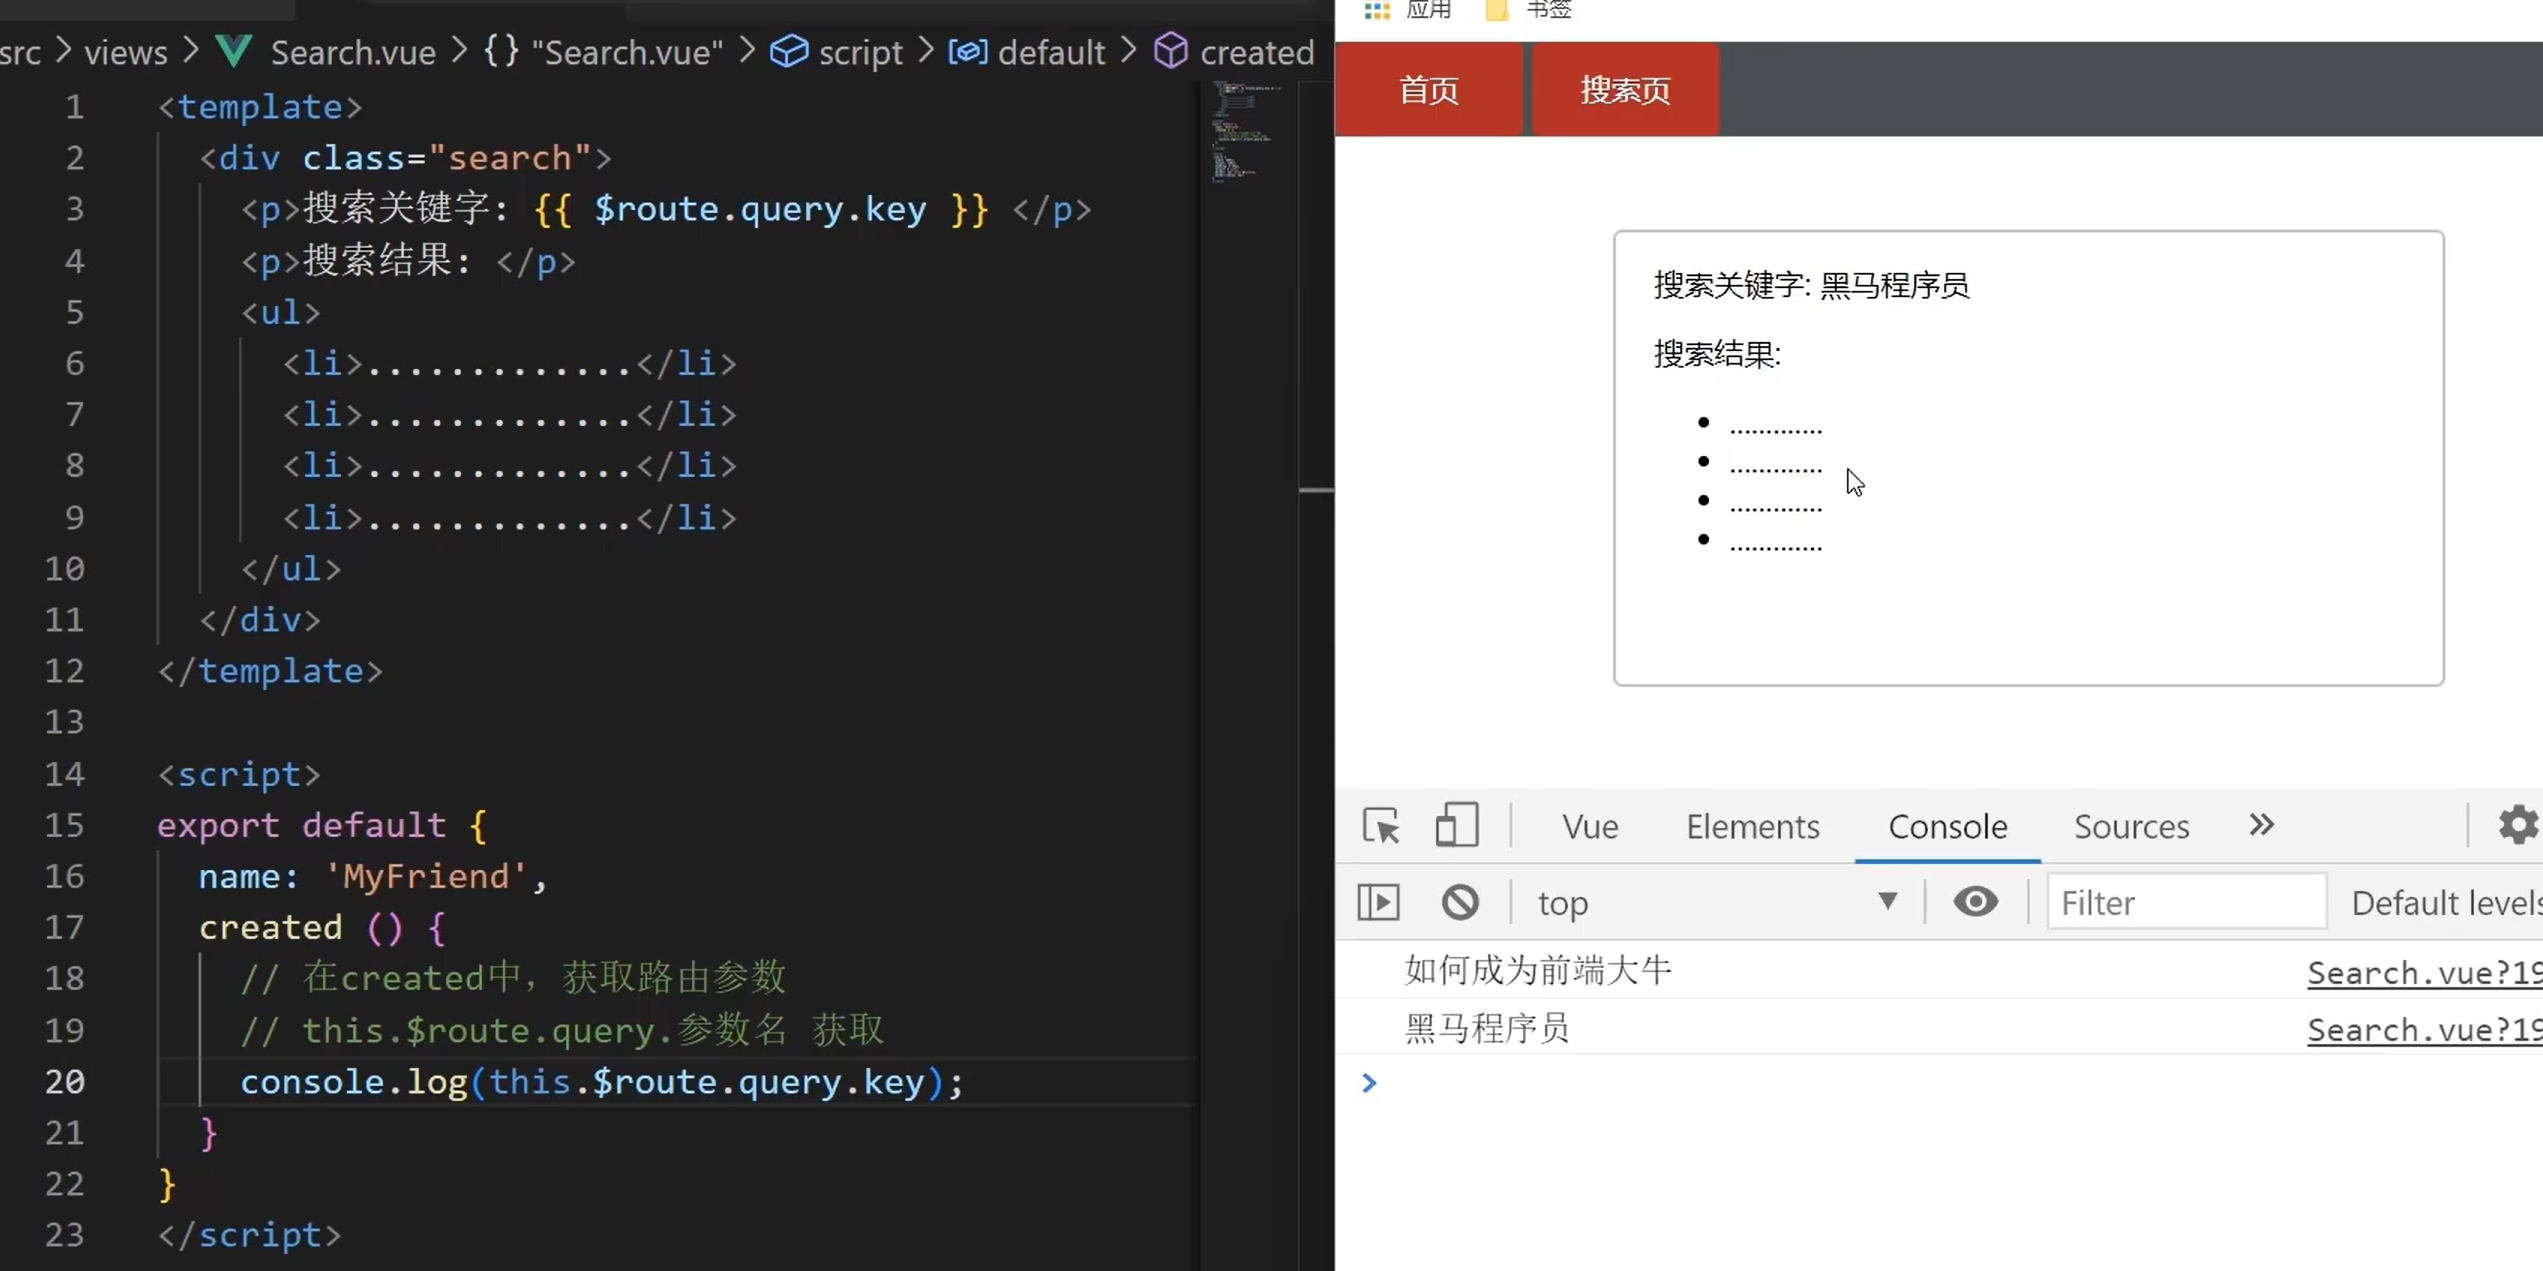 src > views > Search.vue > {} "Search.vue" > script > default > created
1 <template>
2 <div class="search">
3 <p>搜索关键字: {{ $route.query.key }} </p>
4 <p>搜索结果: </p>
5 <ul>
6 <li>.............</li>
7 <li>.............</li>
8 <li>.............</li>
9 <li>.............</li>
10 </ul>
11 </div>
12 </template>
13
14 <script>
15 export default {
16 name: 'MyFriend',
17 created () {
18 // 在created中，获取路由参数
19 // this.$route.query.参数名 获取
20 console.log(this.$route.query.key);
21 }
22 }
23 </script>
应用 书签
首页 搜索页
搜索关键字: 黑马程序员
搜索结果:
• .............
• .............
• .............
• .............
Vue Elements Console Sources »
top Filter Default levels
如何成为前端大牛 Search.vue?19
黑马程序员 Search.vue?19
>